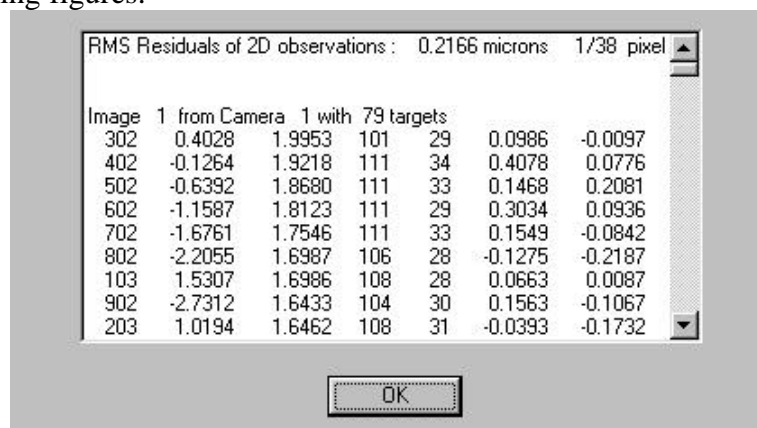 ing figures.
RMS Residuals of 2D observations : 0.2166 microns 1/38 pixel
Image 1 from Camera 1 with 79 targets
302 0.4028 1.9953 101 29 0.0986 -0.0097
402 -0.1264 1.9218 111 34 0.4078 0.0776
502 -0.6392 1.8680 111 33 0.1468 0.2081
602 -1.1587 1.8123 111 29 0.3034 0.0936
702 -1.6761 1.7546 111 33 0.1549 -0.0842
802 -2.2055 1.6987 106 28 -0.1275 -0.2187
103 1.5307 1.6986 108 28 0.0663 0.0087
902 -2.7312 1.6433 104 30 0.1563 -0.1067
203 1.0194 1.6462 108 31 -0.0393 -0.1732
OK